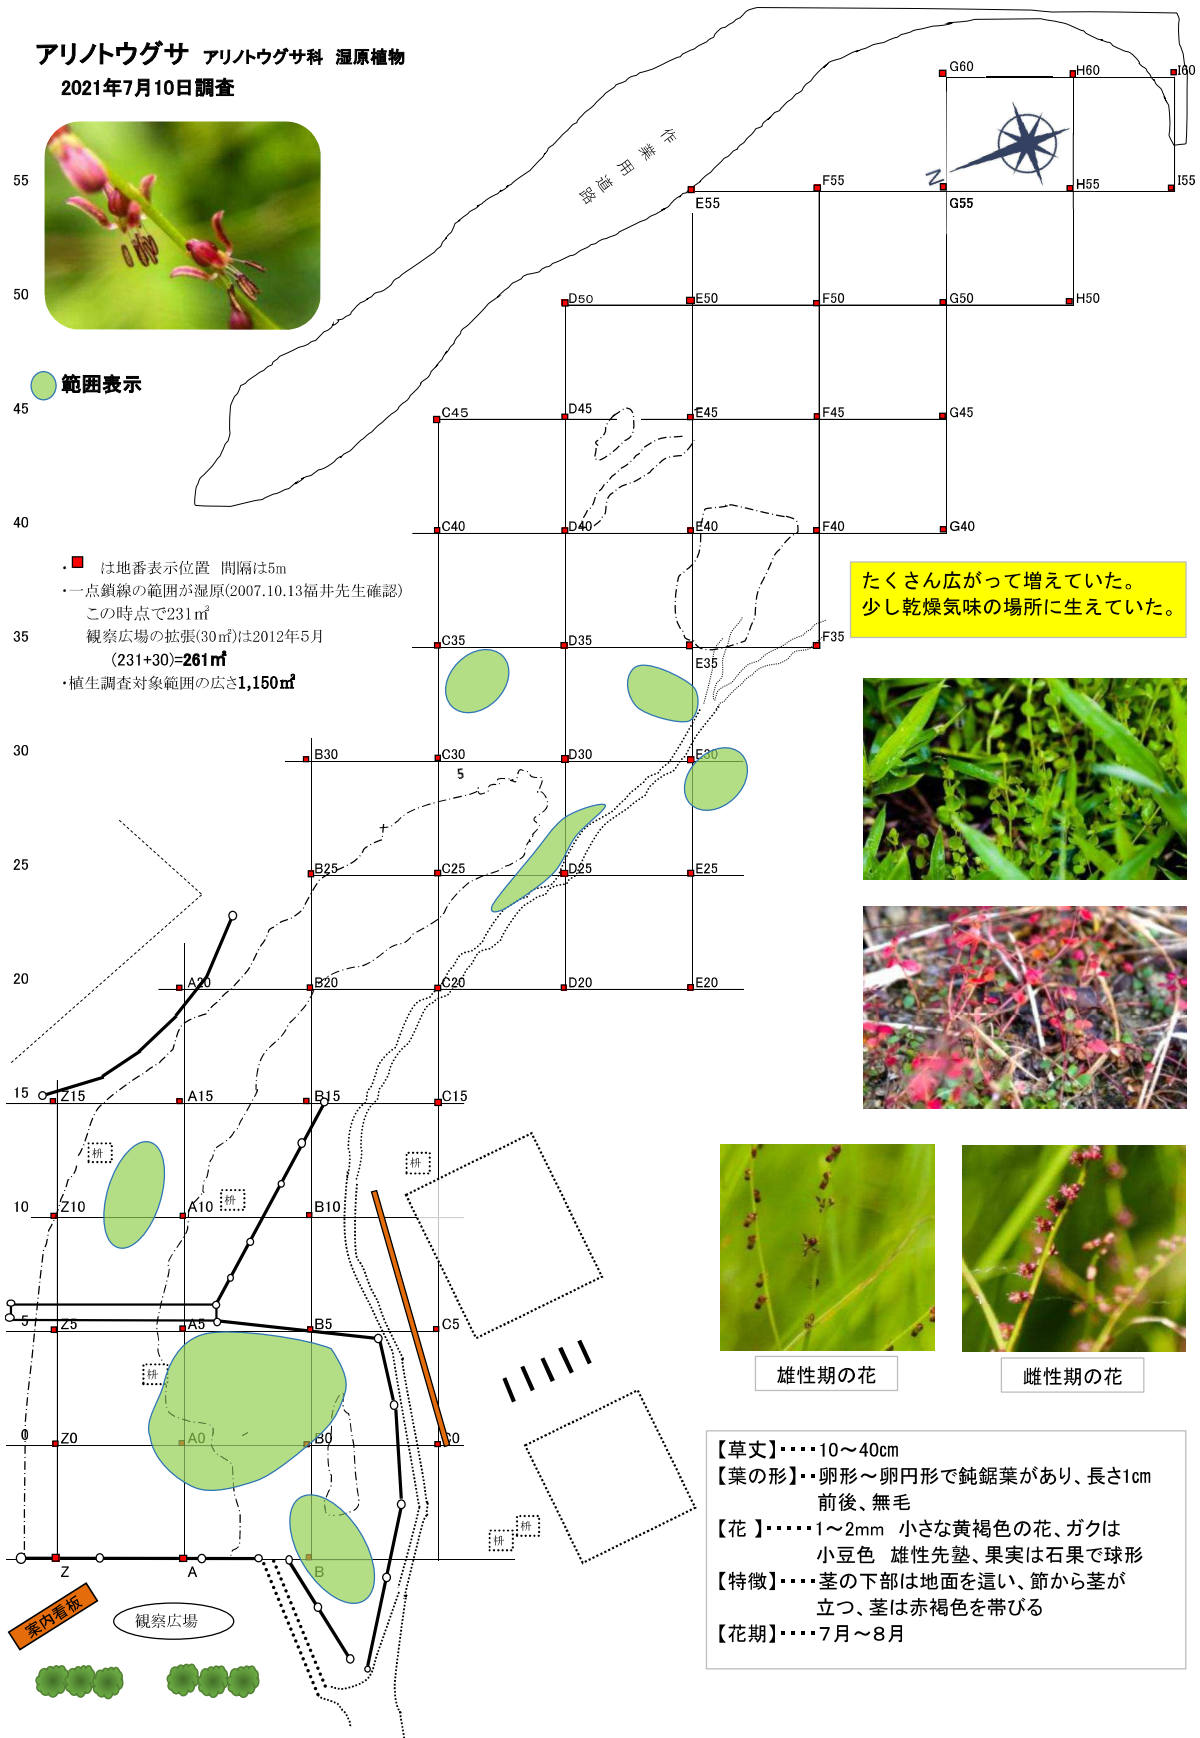 アリノトウグサ アリノトウグサ科 湿原植物
2021年7月10日調査
範囲表示
・ は地番表示位置 間隔は5m
・一点鎖線の範囲が湿原(2007.10.13福井先生確認)
この時点で231㎡
観察広場の拡張(30㎡)は2012年5月
(231+30)=261㎡
・植生調査対象範囲の広さ1,150㎡
作業用道路
N
たくさん広がって増えていた。
少し乾燥気味の場所に生えていた。
G60 H60 I60
55 E55 F55 G55 H55 I55
50 D50 E50 F50 G50 H50
45 C45 D45 E45 F45 G45
40 C40 D40 E40 F40 G40
35 C35 D35 E35 F35
30 B30 C30 D30 E30
5
25 B25 C25 D25 E25
20 A20 B20 C20 D20 E20
15 Z15 A15 B15 C15
枡 枡
10 Z10 A10 B10
枡
5 Z5 A5 B5 C5
枡
0 Z0 A0 B0 C0
枡 枡
Z A B
案内看板
観察広場
雄性期の花
雌性期の花
【草丈】・・・・10～40㎝
【葉の形】・・卵形～卵円形で鈍鋸葉があり、長さ1㎝
前後、無毛
【花 】・・・・・1～2mm 小さな黄褐色の花、ガクは
小豆色 雄性先塾、果実は石果で球形
【特徴】・・・・茎の下部は地面を這い、節から茎が
立つ、茎は赤褐色を帯びる
【花期】・・・・７月～８月